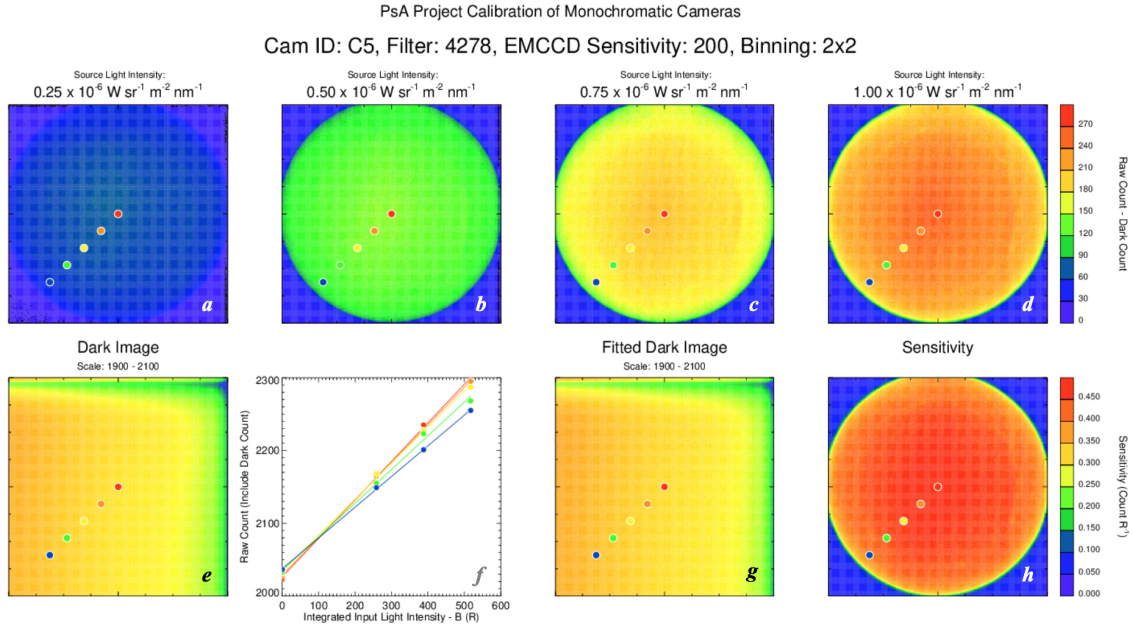 PsA Project Calibration of Monochromatic Cameras
Cam ID: C5, Filter: 4278, EMCCD Sensitivity: 200, Binning: 2x2
Source Light Intensity:
0.25 x 10⁻⁶ W sr⁻¹ m⁻² nm⁻¹
Source Light Intensity:
0.50 x 10⁻⁶ W sr⁻¹ m⁻² nm⁻¹
Source Light Intensity:
0.75 x 10⁻⁶ W sr⁻¹ m⁻² nm⁻¹
Source Light Intensity:
1.00 x 10⁻⁶ W sr⁻¹ m⁻² nm⁻¹
a
b
c
d
270
240
210
180
150
120
90
60
30
0
Raw Count - Dark Count
Dark Image
Scale: 1900 - 2100
e
2300
2200
2100
2000
Raw Count (Include Dark Count)
0 100 200 300 400 500 600
Integrated Input Light Intensity - B (R)
f
Fitted Dark Image
Scale: 1900 - 2100
g
Sensitivity
h
0.450
0.400
0.350
0.300
0.250
0.200
0.150
0.100
0.050
0.000
Sensitivity (Count R⁻¹)